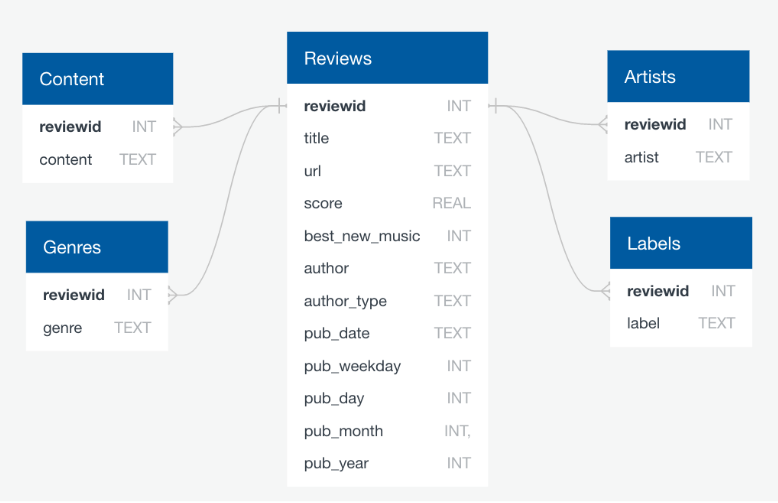 Content
reviewid INT
content TEXT
Genres
reviewid INT
genre TEXT
Reviews
reviewid INT
title TEXT
url TEXT
score REAL
best_new_music INT
author TEXT
author_type TEXT
pub_date TEXT
pub_weekday INT
pub_day INT
pub_month INT,
pub_year INT
Artists
reviewid INT
artist TEXT
Labels
reviewid INT
label TEXT